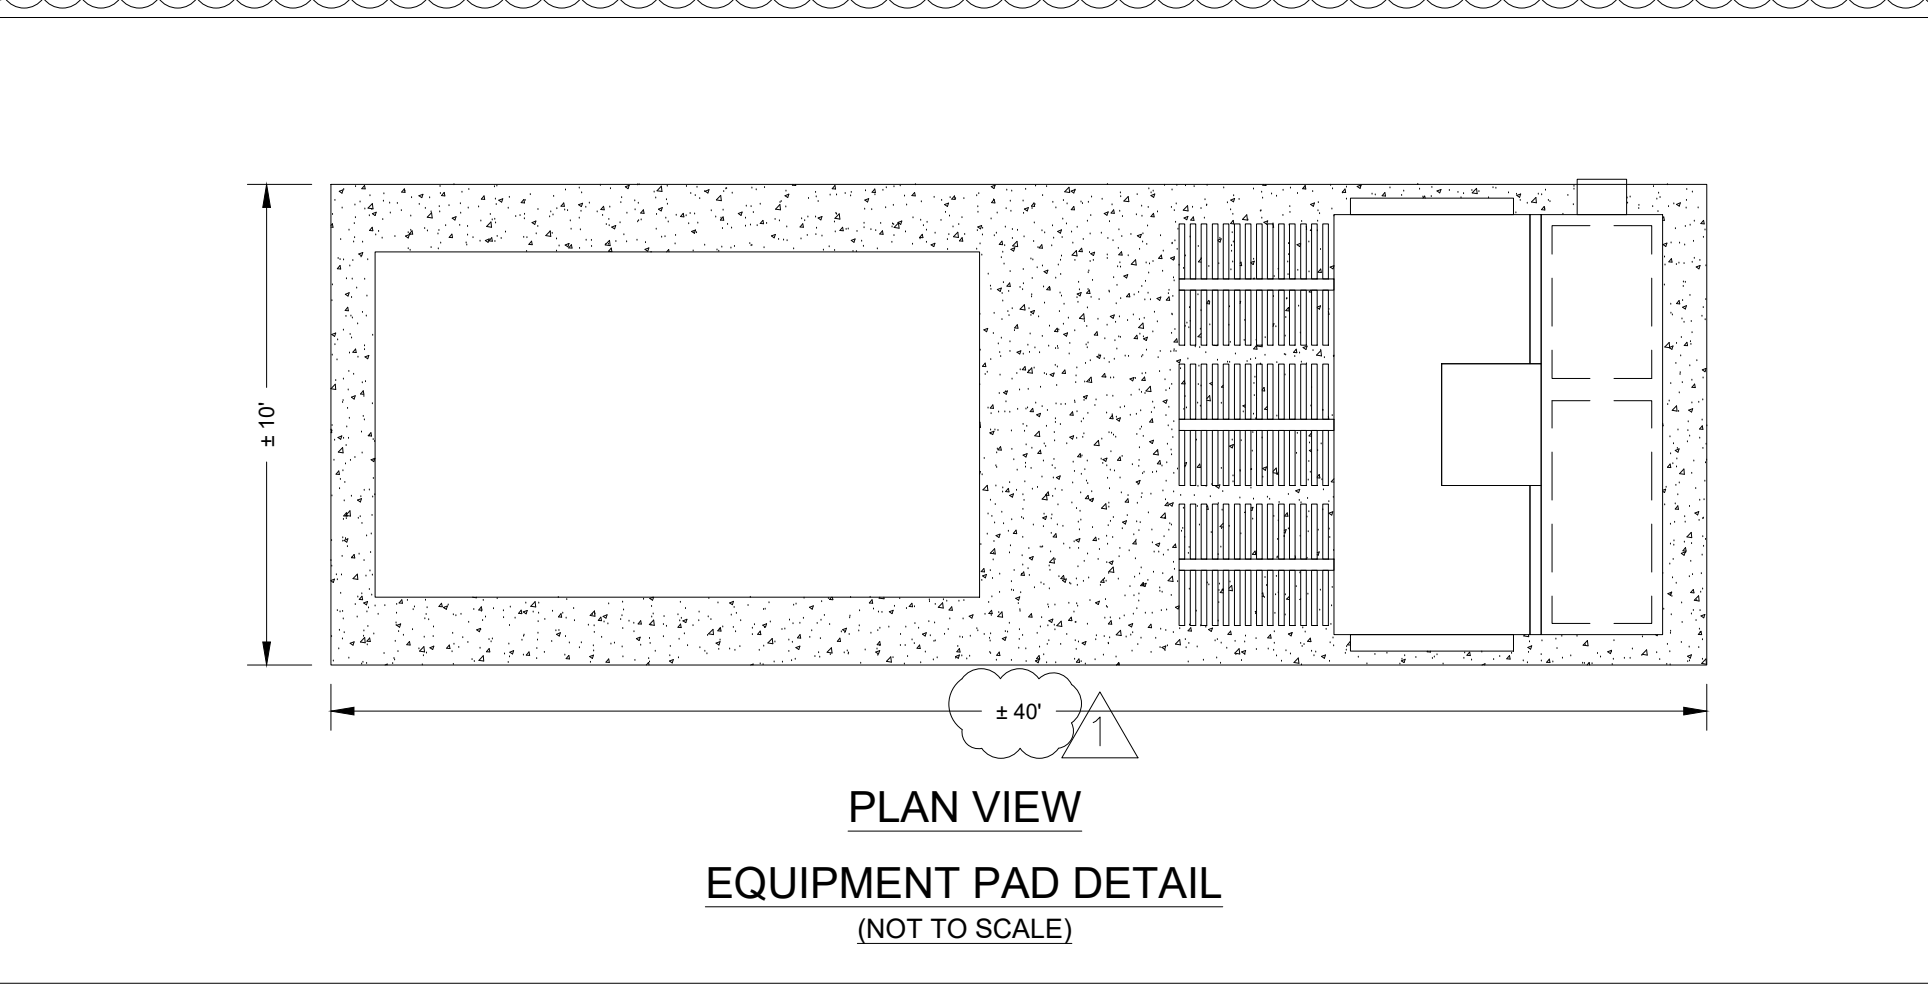 ± 10'
± 40'
1
PLAN VIEW
EQUIPMENT PAD DETAIL
(NOT TO SCALE)